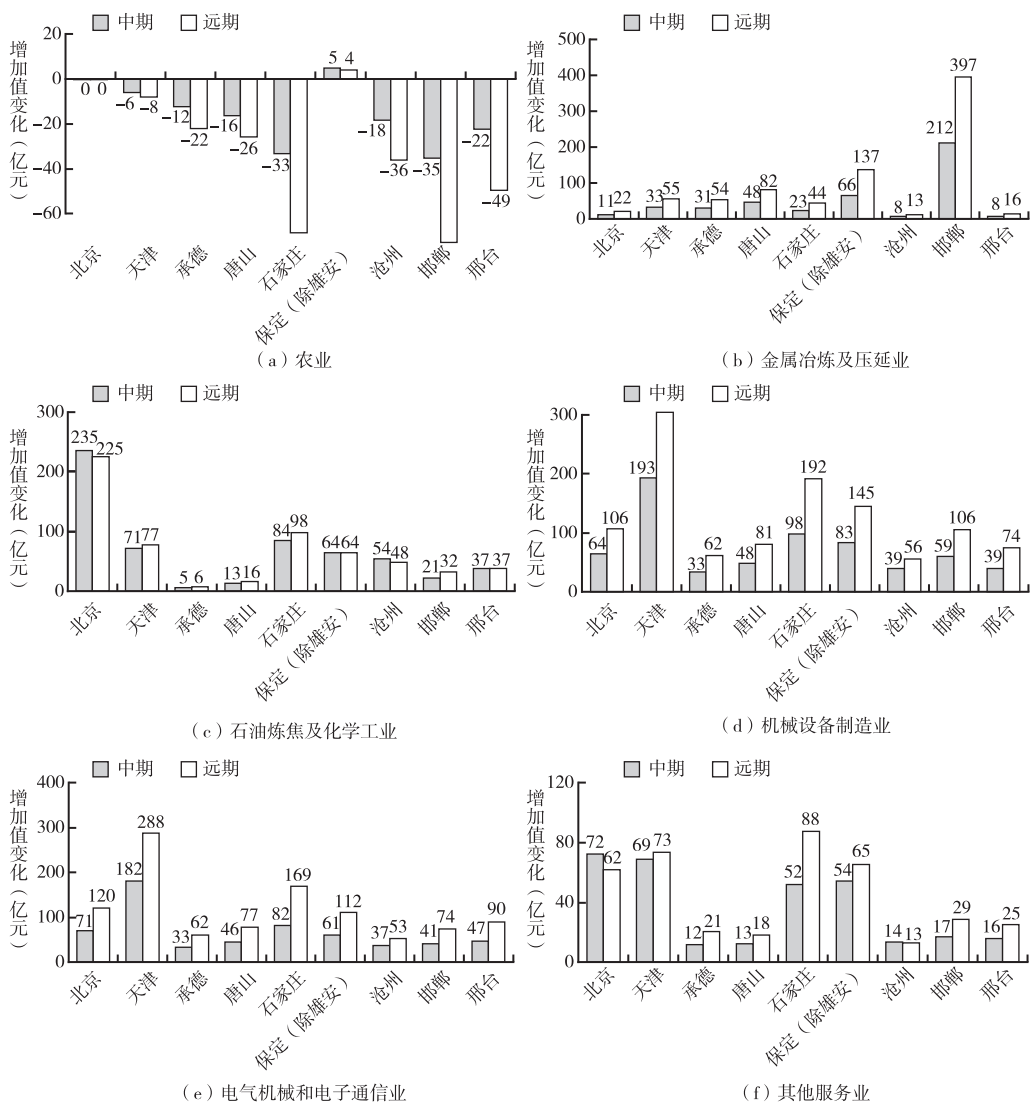 中期 远期
增加值变化（亿元）
20
0
−20
−40
−60
0 0 −6 −8 −12 −22 −16 −26 −33 5 4 −18 −36 −35 −22 −49
北京 天津 承德 唐山 石家庄 保定（除雄安） 沧州 邯郸 邢台
（a）农业
中期 远期
增加值变化（亿元）
500
400
300
200
100
0
11 22 33 55 31 54 48 82 23 44 66 137 8 13 212 397 8 16
北京 天津 承德 唐山 石家庄 保定（除雄安） 沧州 邯郸 邢台
（b）金属冶炼及压延业
中期 远期
增加值变化（亿元）
300
200
100
0
235 225 71 77 5 6 13 16 84 98 64 64 54 48 21 32 37 37
北京 天津 承德 唐山 石家庄 保定（除雄安） 沧州 邯郸 邢台
（c）石油炼焦及化学工业
中期 远期
增加值变化（亿元）
300
200
100
0
64 106 193 33 62 48 81 98 192 83 145 39 56 59 106 39 74
北京 天津 承德 唐山 石家庄 保定（除雄安） 沧州 邯郸 邢台
（d）机械设备制造业
中期 远期
增加值变化（亿元）
400
300
200
100
0
71 120 182 288 33 62 46 77 82 169 61 112 37 53 41 74 47 90
北京 天津 承德 唐山 石家庄 保定（除雄安） 沧州 邯郸 邢台
（e）电气机械和电子通信业
中期 远期
增加值变化（亿元）
120
80
40
0
72 62 69 73 12 21 13 18 52 88 54 65 14 13 17 29 16 25
北京 天津 承德 唐山 石家庄 保定（除雄安） 沧州 邯郸 邢台
（f）其他服务业